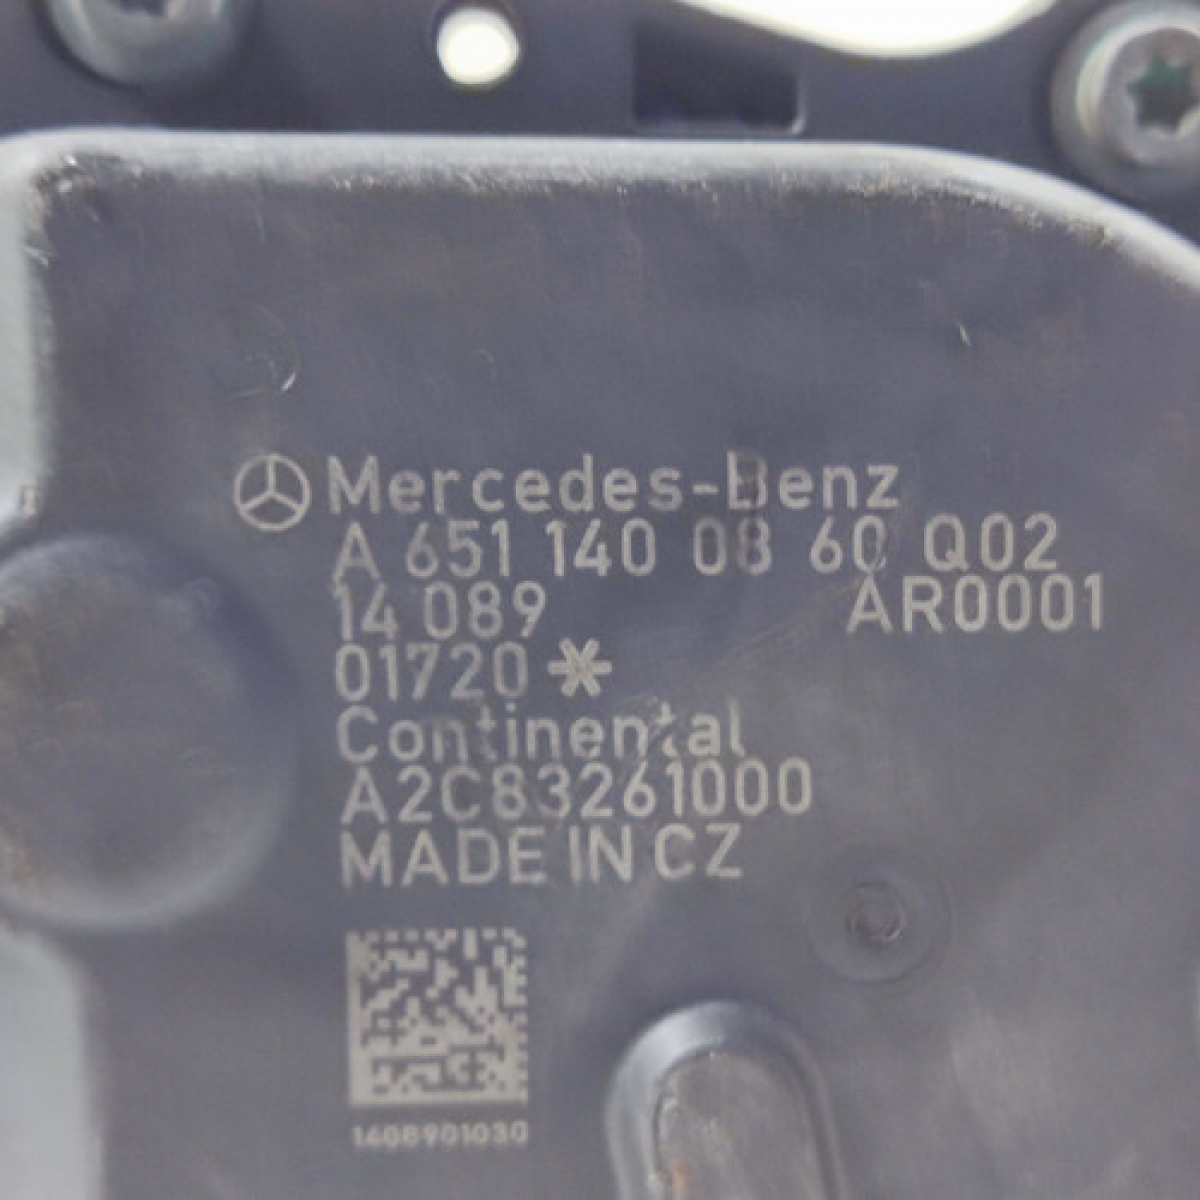 Mercedes-Benz
A 651 140 08 60 Q02
14 089 AR0001
01720 *
Continental
A2C83261000
MADE IN CZ
1408901030